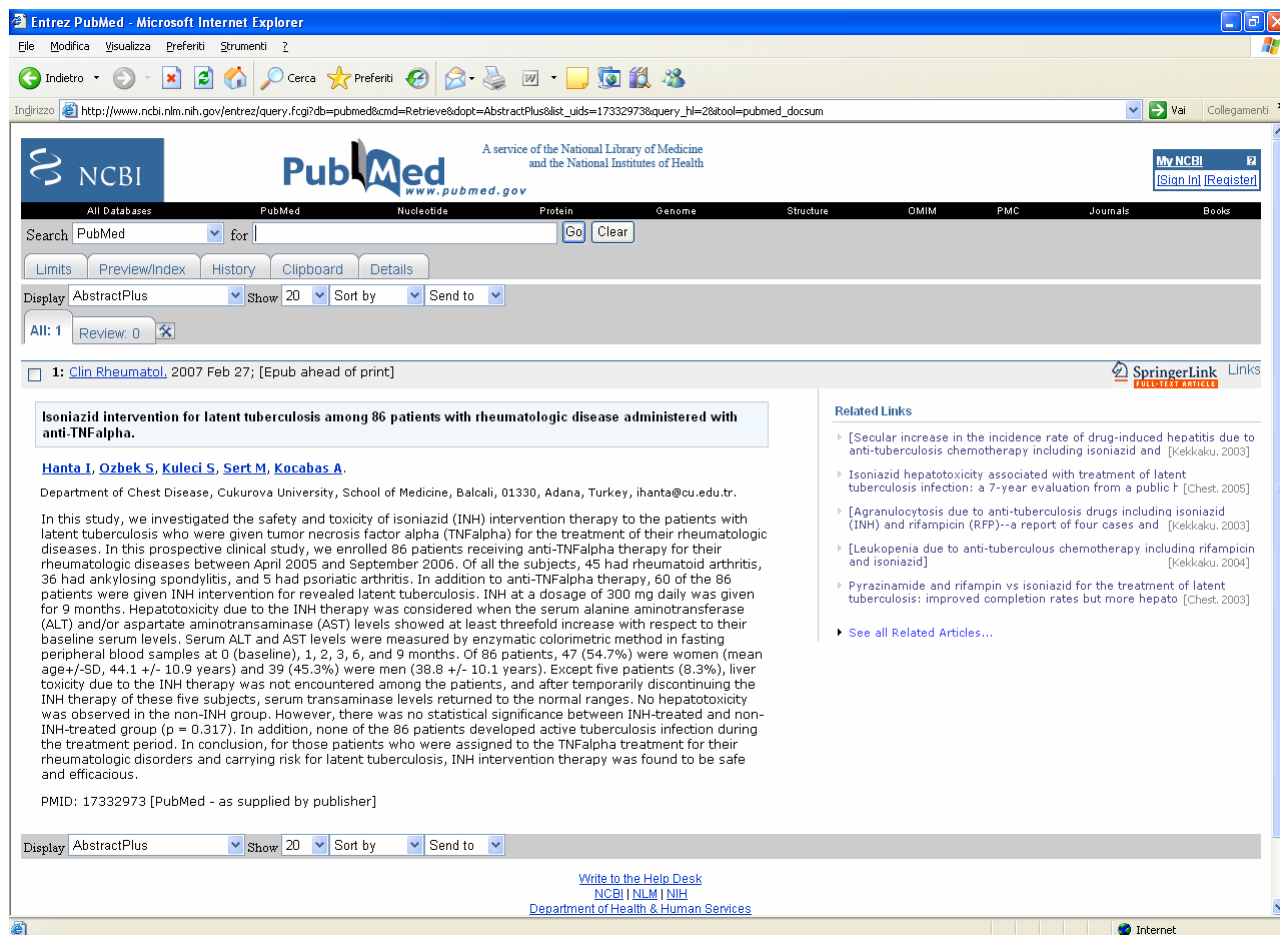 Entrez PubMed - Microsoft Internet Explorer
File Modifica Visualizza Preferiti Strumenti ?
Indietro Cerca Preferiti
Indirizzo http://www.ncbi.nlm.nih.gov/entrez/query.fcgi?db=pubmed&cmd=Retrieve&dopt=AbstractPlus&list_uids=17332973&query_hl=2&itool=pubmed_docsum Vai Collegamenti
NCBI
PubMed
www.pubmed.gov
A service of the National Library of Medicine
and the National Institutes of Health
My NCBI
[Sign In] [Register]
All Databases PubMed Nucleotide Protein Genome Structure OMIM PMC Journals Books
Search PubMed for Go Clear
Limits Preview/Index History Clipboard Details
Display AbstractPlus Show 20 Sort by Send to
All: 1 Review: 0
1: Clin Rheumatol. 2007 Feb 27; [Epub ahead of print]
SpringerLink Links
FULL-TEXT ARTICLE
Isoniazid intervention for latent tuberculosis among 86 patients with rheumatologic disease administered with
anti-TNFalpha.
Hanta I, Ozbek S, Kuleci S, Sert M, Kocabas A.
Department of Chest Disease, Cukurova University, School of Medicine, Balcali, 01330, Adana, Turkey, ihanta@cu.edu.tr.
In this study, we investigated the safety and toxicity of isoniazid (INH) intervention therapy to the patients with
latent tuberculosis who were given tumor necrosis factor alpha (TNFalpha) for the treatment of their rheumatologic
diseases. In this prospective clinical study, we enrolled 86 patients receiving anti-TNFalpha therapy for their
rheumatologic diseases between April 2005 and September 2006. Of all the subjects, 45 had rheumatoid arthritis,
36 had ankylosing spondylitis, and 5 had psoriatic arthritis. In addition to anti-TNFalpha therapy, 60 of the 86
patients were given INH intervention for revealed latent tuberculosis. INH at a dosage of 300 mg daily was given
for 9 months. Hepatotoxicity due to the INH therapy was considered when the serum alanine aminotransferase
(ALT) and/or aspartate aminotransaminase (AST) levels showed at least threefold increase with respect to their
baseline serum levels. Serum ALT and AST levels were measured by enzymatic colorimetric method in fasting
peripheral blood samples at 0 (baseline), 1, 2, 3, 6, and 9 months. Of 86 patients, 47 (54.7%) were women (mean
age+/-SD, 44.1 +/- 10.9 years) and 39 (45.3%) were men (38.8 +/- 10.1 years). Except five patients (8.3%), liver
toxicity due to the INH therapy was not encountered among the patients, and after temporarily discontinuing the
INH therapy of these five subjects, serum transaminase levels returned to the normal ranges. No hepatotoxicity
was observed in the non-INH group. However, there was no statistical significance between INH-treated and non-
INH-treated group (p = 0.317). In addition, none of the 86 patients developed active tuberculosis infection during
the treatment period. In conclusion, for those patients who were assigned to the TNFalpha treatment for their
rheumatologic disorders and carrying risk for latent tuberculosis, INH intervention therapy was found to be safe
and efficacious.
PMID: 17332973 [PubMed - as supplied by publisher]
Related Links
[Secular increase in the incidence rate of drug-induced hepatitis due to
anti-tuberculosis chemotherapy including isoniazid and [Kekkaku. 2003]
Isoniazid hepatotoxicity associated with treatment of latent
tuberculosis infection: a 7-year evaluation from a public h [Chest. 2005]
[Agranulocytosis due to anti-tuberculosis drugs including isoniazid
(INH) and rifampicin (RFP)--a report of four cases and [Kekkaku. 2003]
[Leukopenia due to anti-tuberculous chemotherapy including rifampicin
and isoniazid] [Kekkaku. 2004]
Pyrazinamide and rifampin vs isoniazid for the treatment of latent
tuberculosis: improved completion rates but more hepato [Chest. 2003]
See all Related Articles...
Display AbstractPlus Show 20 Sort by Send to
Write to the Help Desk
NCBI | NLM | NIH
Department of Health & Human Services
Internet